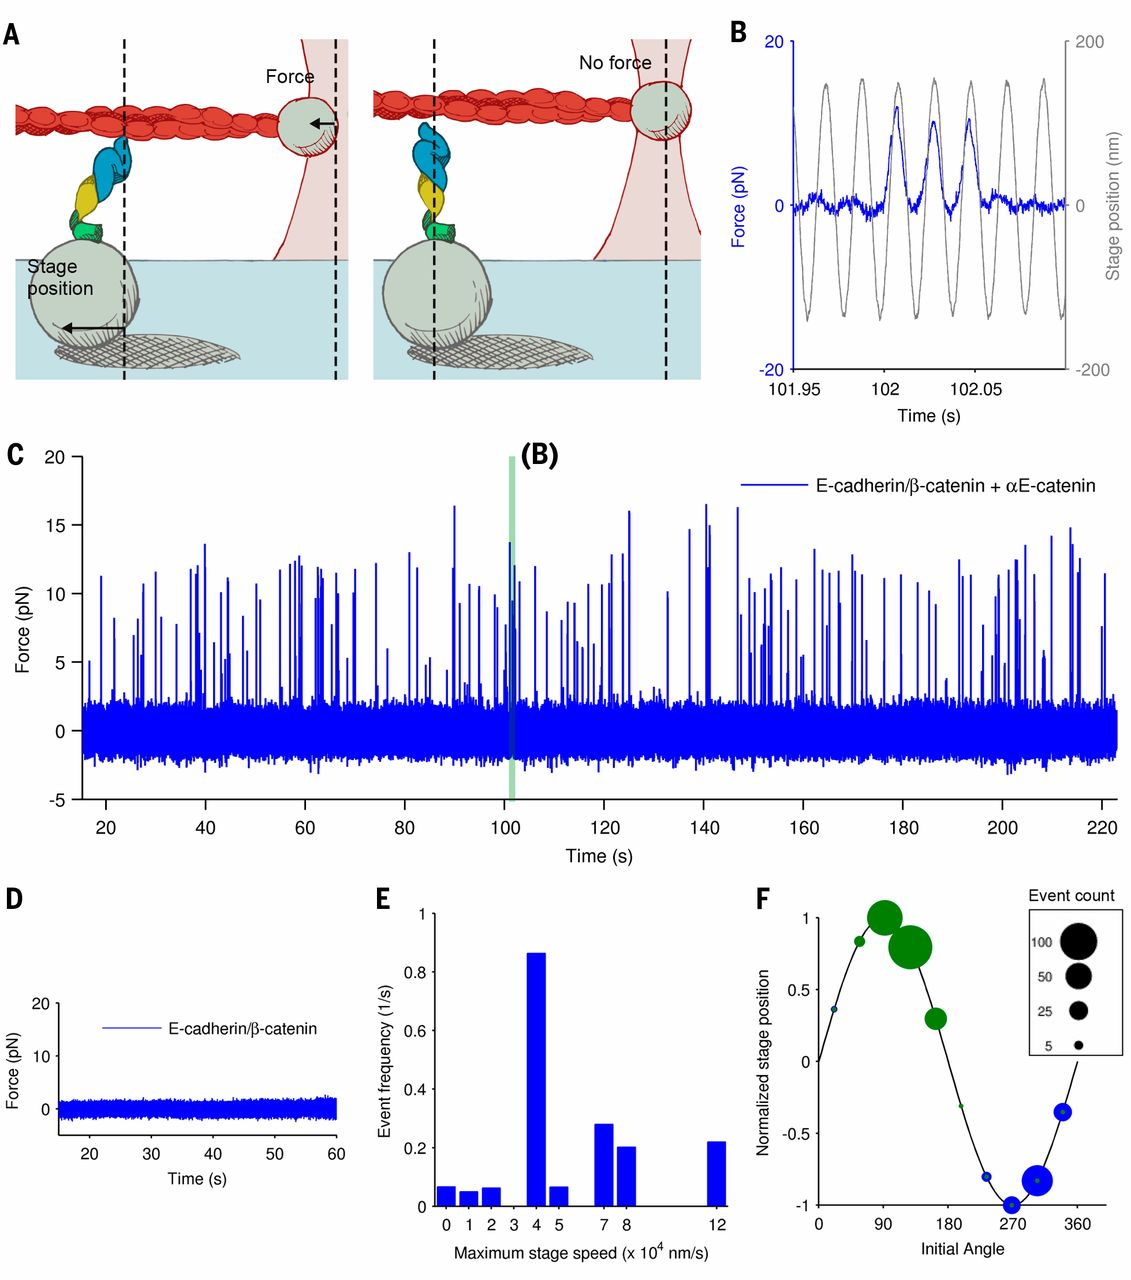 A
Force
Stage
position
No force
B
20
0
-20
Force (pN)
200
0
-200
Stage position (nm)
101.95
102
102.05
Time (s)
C
(B)
20
15
10
5
0
-5
Force (pN)
E-cadherin/β-catenin + αE-catenin
20 40 60 80 100 120 140 160 180 200 220
Time (s)
D
20
10
0
Force (pN)
E-cadherin/β-catenin
20 30 40 50 60
Time (s)
E
1
0.8
0.6
0.4
0.2
0
Event frequency (1/s)
0 1 2 3 4 5 7 8 12
Maximum stage speed (x 10⁴ nm/s)
F
1
0.5
0
-0.5
-1
Normalized stage position
0 90 180 270 360
Initial Angle
Event count
100
50
25
5